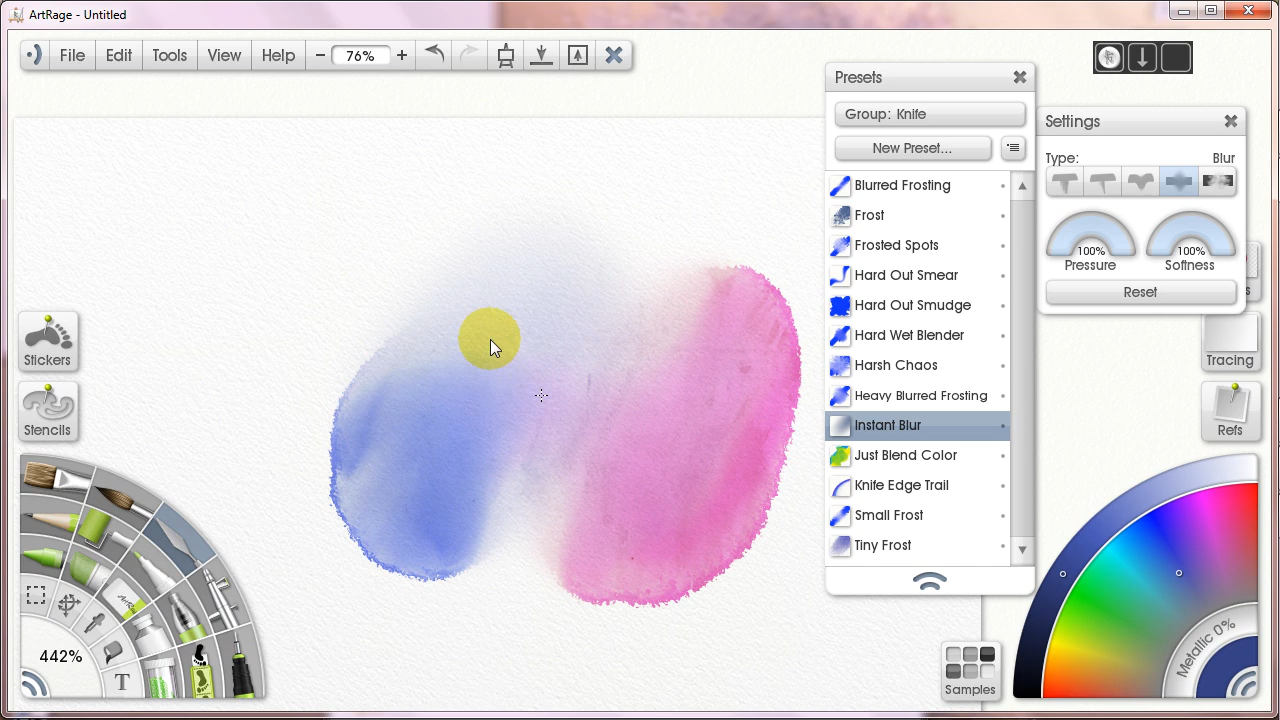 ArtRage - Untitled
File Edit Tools View Help − 76% +
Presets
Group: Knife
New Preset...
Blurred Frosting
Frost
Frosted Spots
Hard Out Smear
Hard Out Smudge
Hard Wet Blender
Harsh Chaos
Heavy Blurred Frosting
Instant Blur
Just Blend Color
Knife Edge Trail
Small Frost
Tiny Frost
Settings
Type: Blur
100% 100%
Pressure Softness
Reset
Stickers
Stencils
Tracing
Refs
442%
T
Samples
Metallic 0%